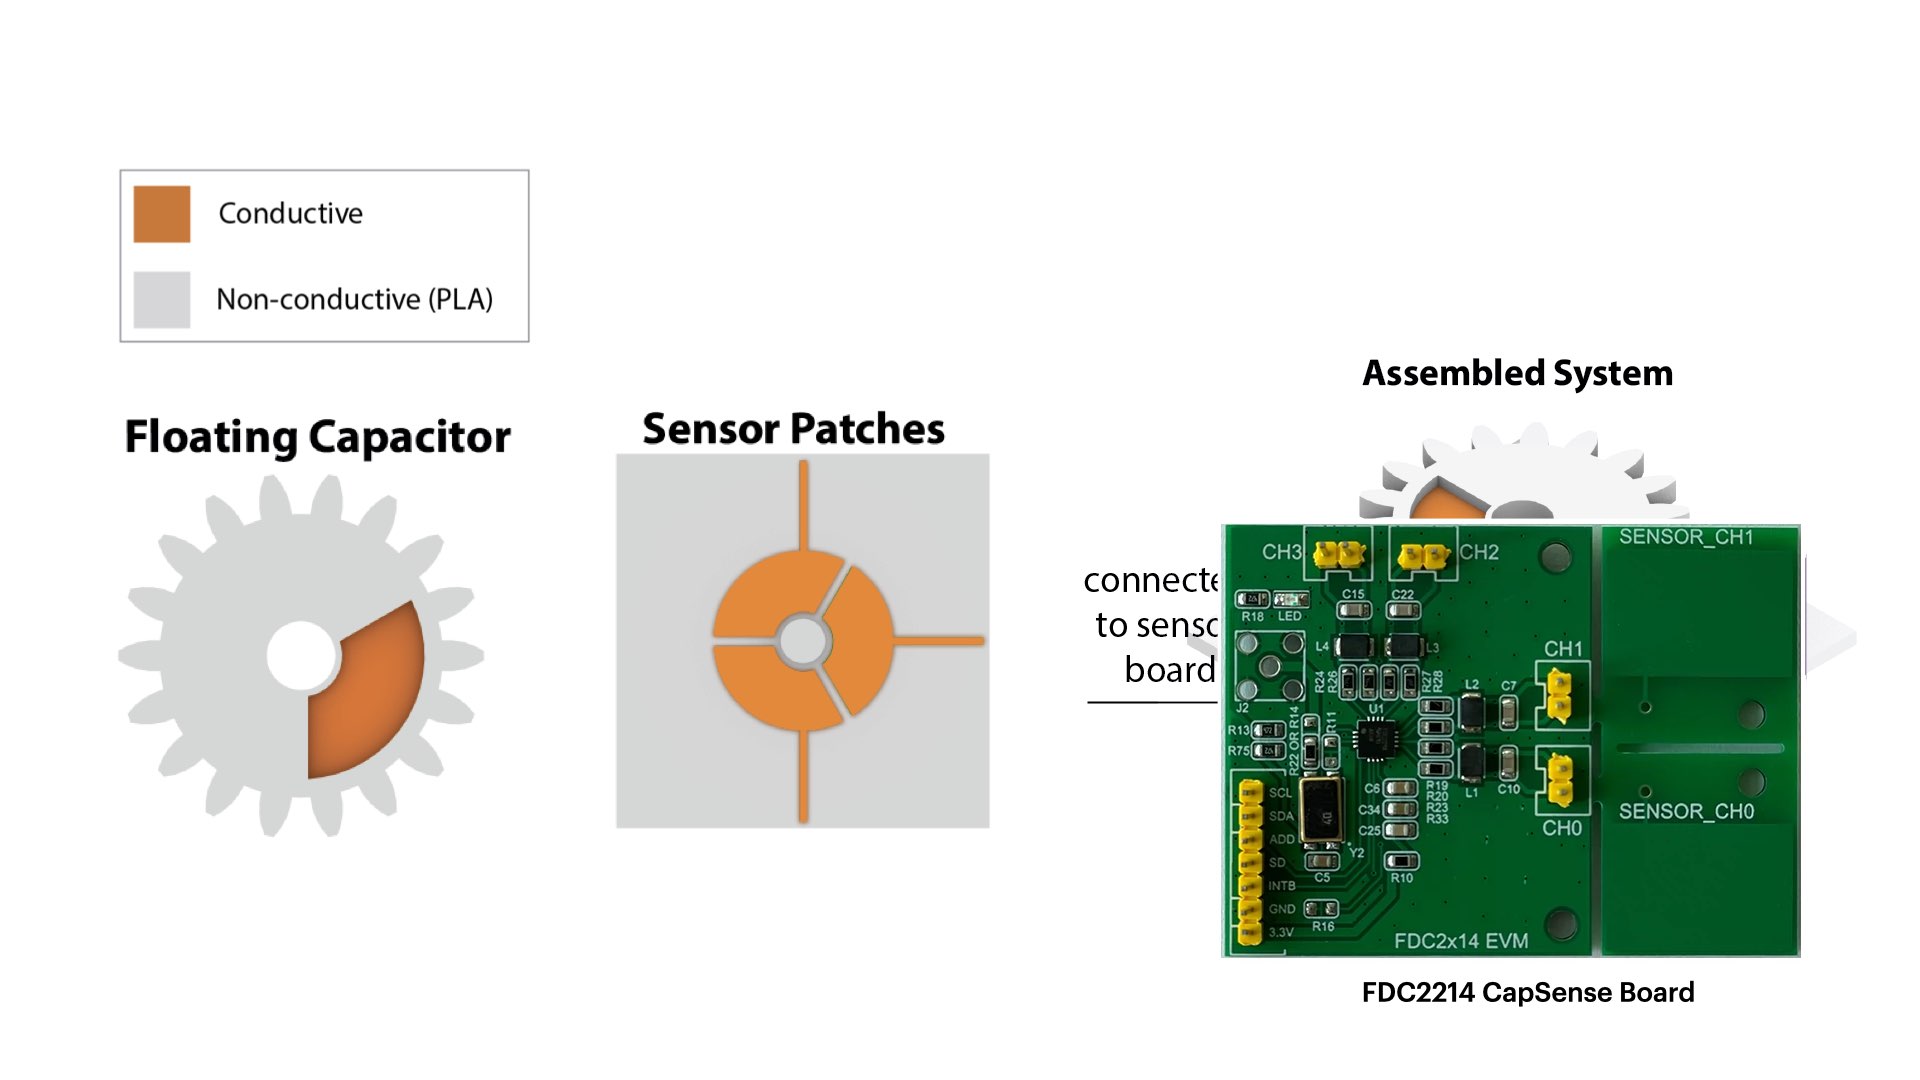 Conductive
Non-conductive (PLA)
Floating Capacitor
Sensor Patches
Assembled System
connecte
to senso
board
CH3
CH2
SENSOR_CH1
C15
C22
R18
LED
L4
L3
R24
R26
R27
R28
CH1
J2
U1
L2
C7
R13
R75
R22 OR R14
R11
SCL
SDA
ADD
SD
INTB
GND
3.3V
C6
C34
C25
R19
R20
R23
R33
L1
C10
CH0
SENSOR_CH0
Y2
C5
R10
R16
FDC2x14 EVM
FDC2214 CapSense Board